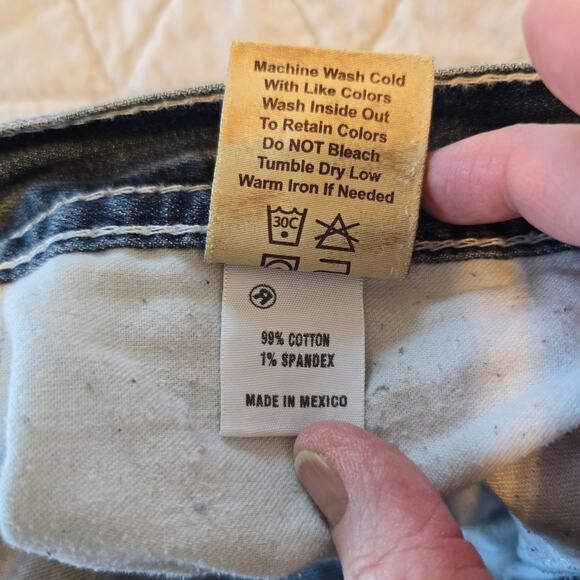 Machine Wash Cold
With Like Colors
Wash Inside Out
To Retain Colors
Do NOT Bleach
Tumble Dry Low
Warm Iron If Needed
30C
®
99% COTTON
1% SPANDEX
MADE IN MEXICO